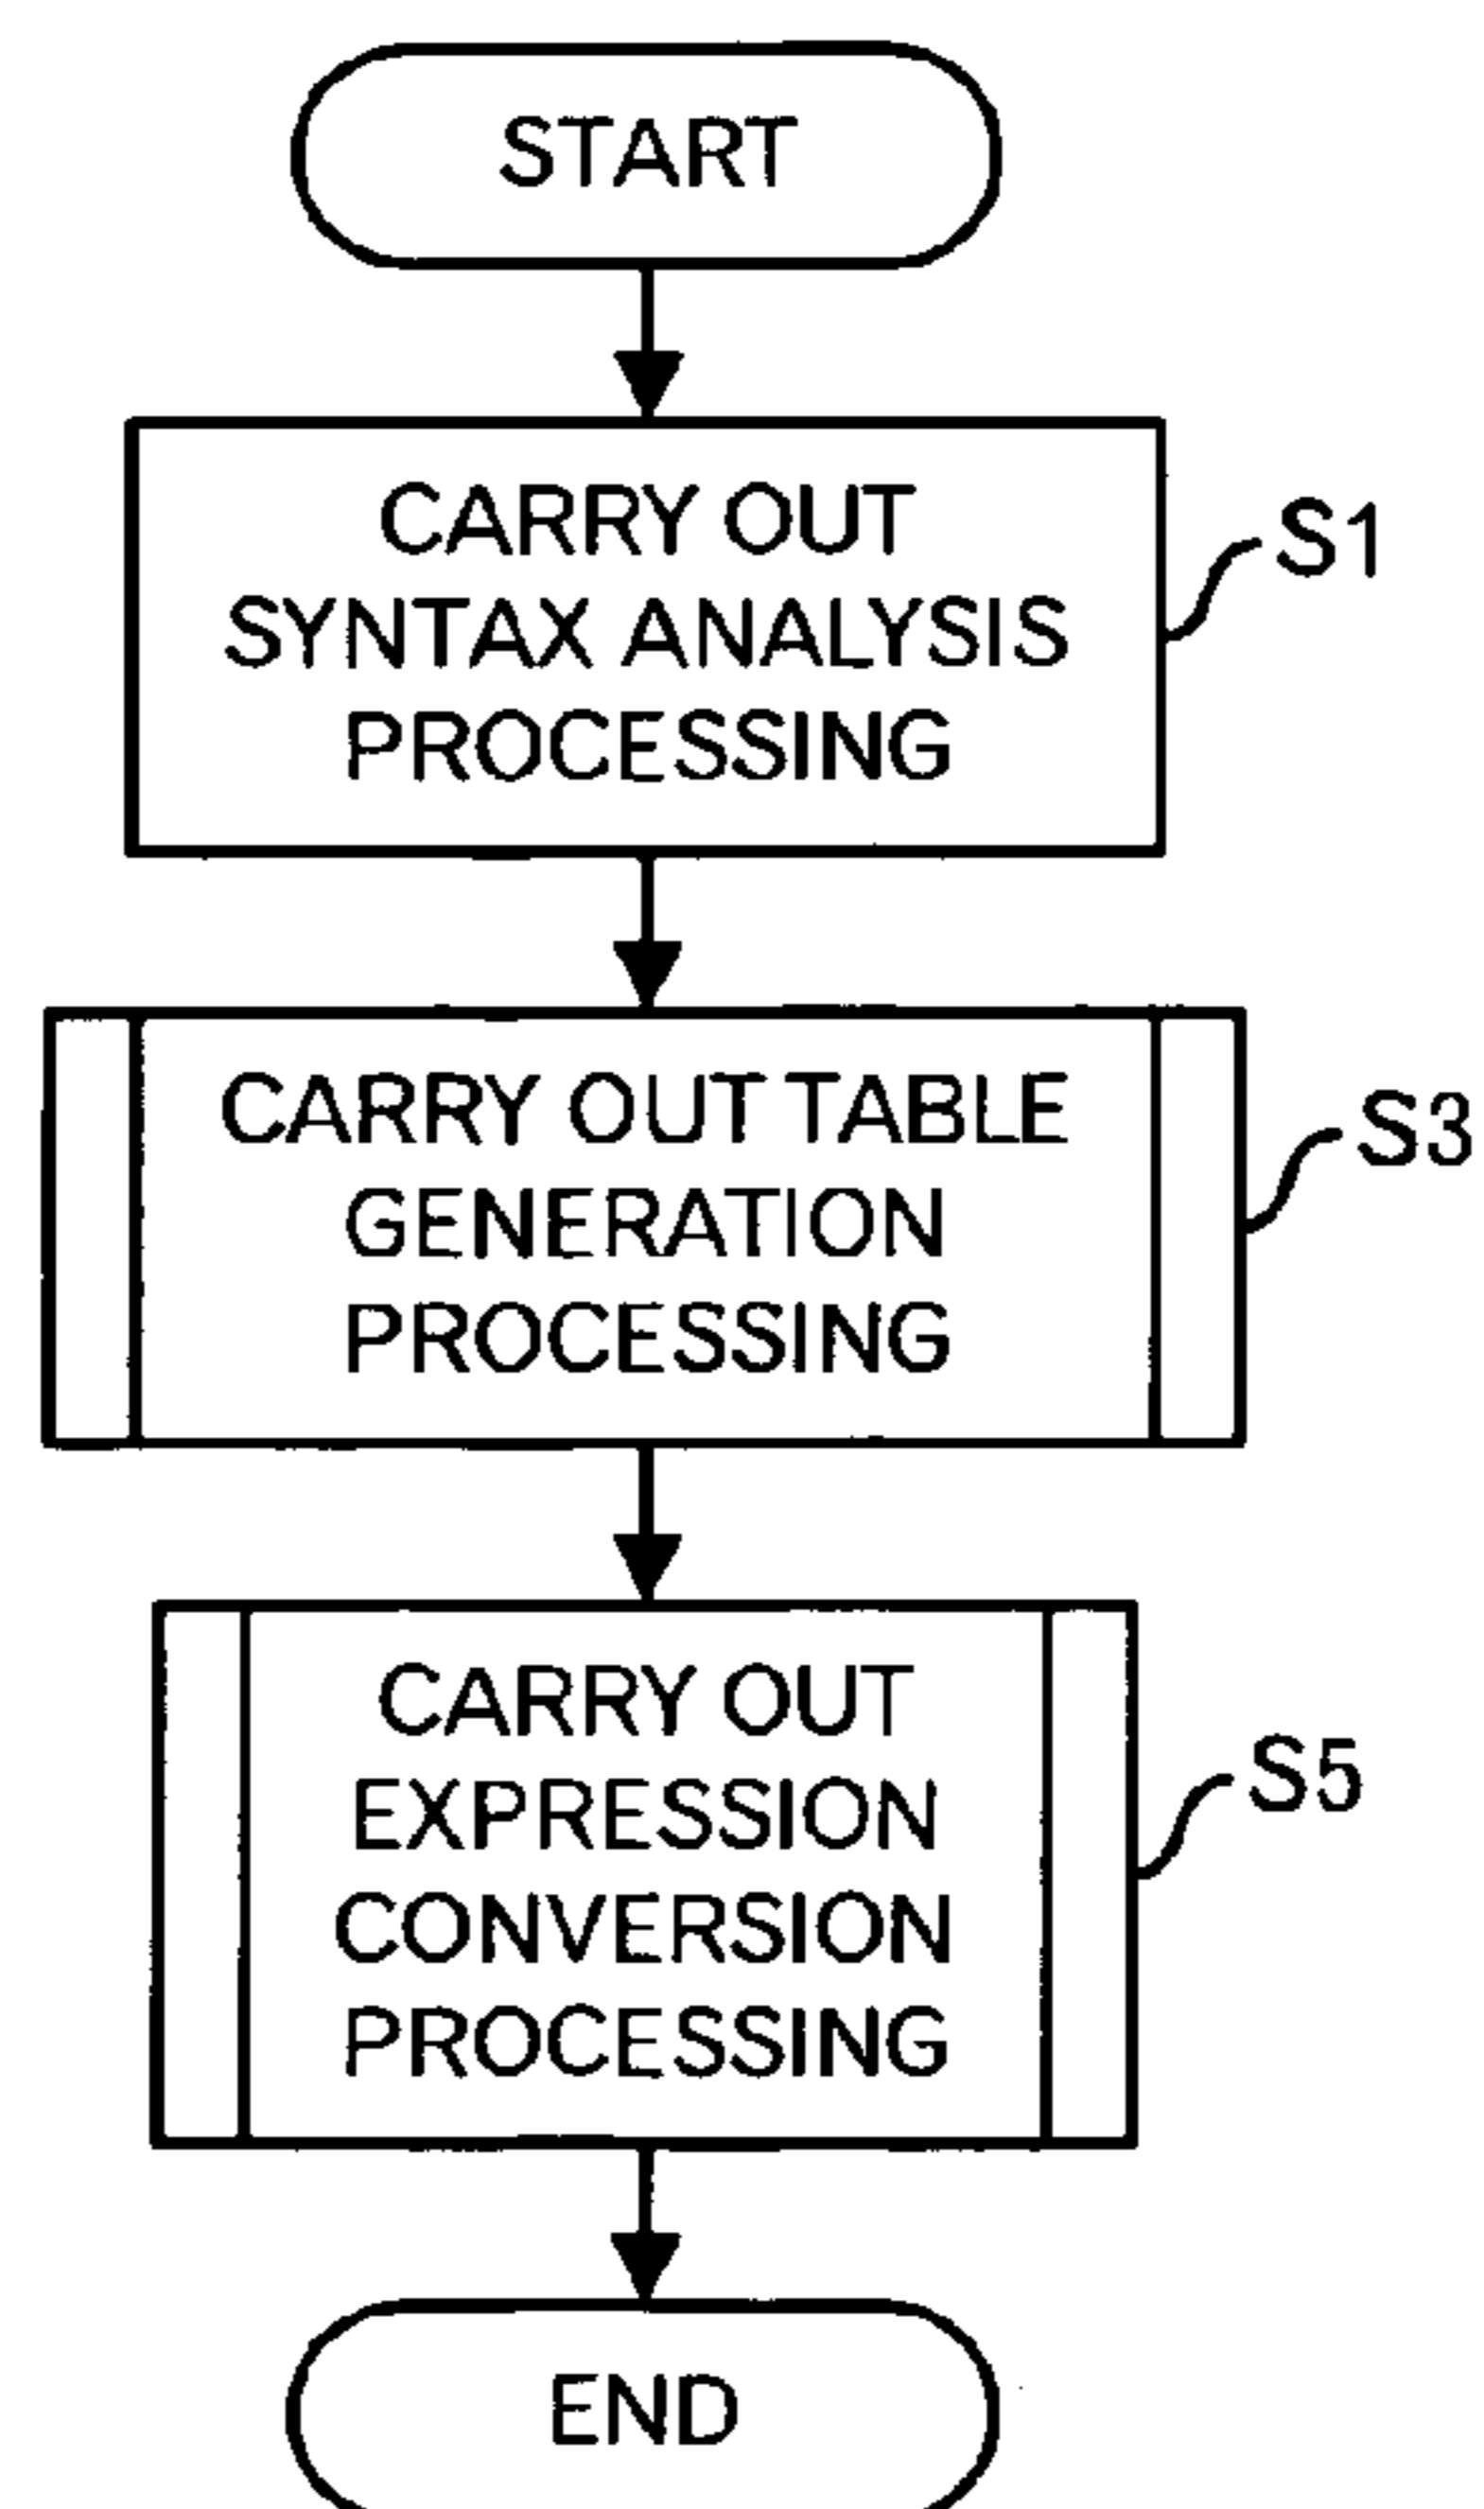 START
CARRY OUT
SYNTAX ANALYSIS
PROCESSING
S1
CARRY OUT TABLE
GENERATION
PROCESSING
S3
CARRY OUT
EXPRESSION
CONVERSION
PROCESSING
S5
END